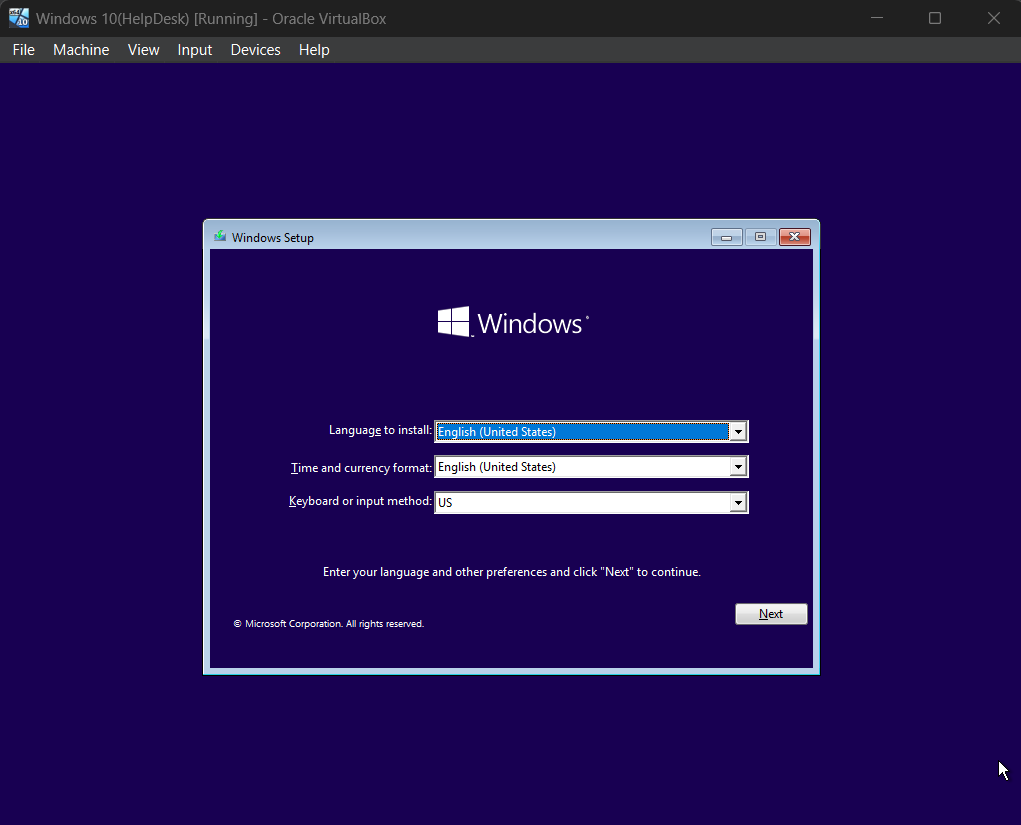 Windows 10(HelpDesk) [Running] - Oracle VirtualBox
File Machine View Input Devices Help
Windows Setup
Windows
Language to install: English (United States)
Time and currency format: English (United States)
Keyboard or input method: US
Enter your language and other preferences and click "Next" to continue.
Next
© Microsoft Corporation. All rights reserved.